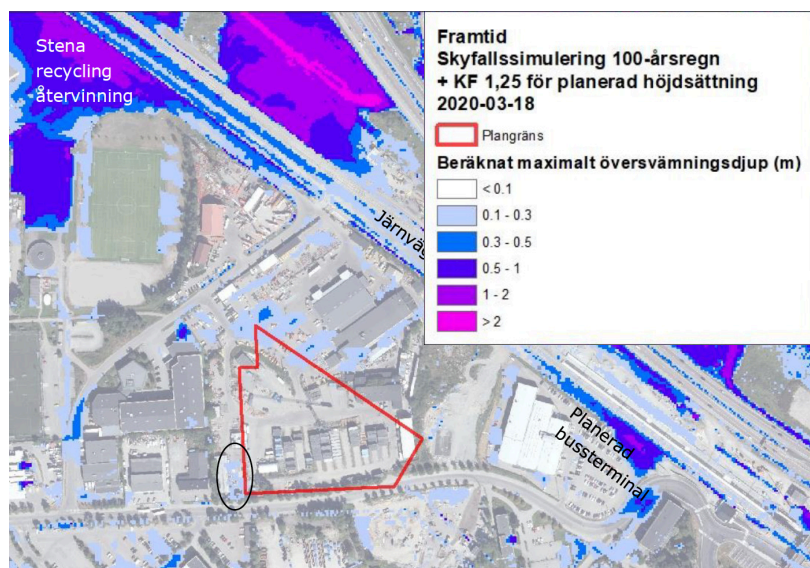 Stena
recycling
återvinning
Framtid
Skyfallssimulering 100-årsregn
+ KF 1,25 för planerad höjdsättning
2020-03-18
Plangräns
Beräknat maximalt översvämningsdjup (m)
< 0.1
0.1 - 0.3
0.3 - 0.5
0.5 - 1
1 - 2
> 2
Järnväg
Planerad
bussterminal